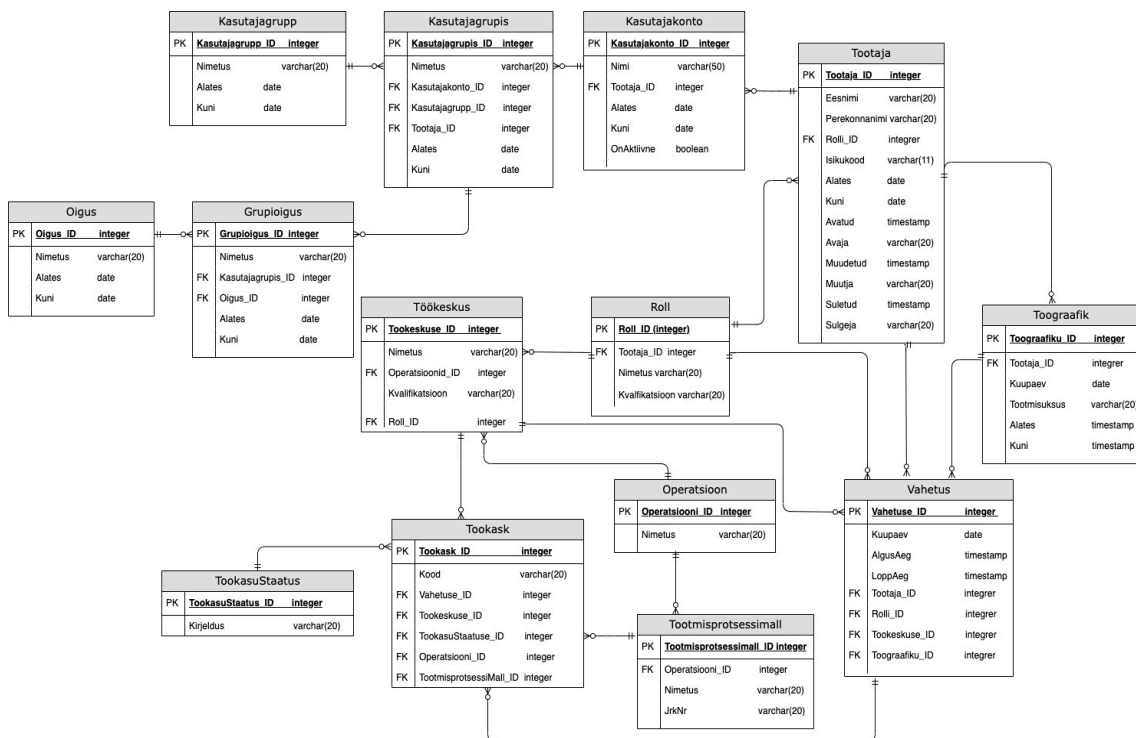 Kasutajagrupp
PK Kasutajagrupp_ID integer
Nimetus varchar(20)
Alates date
Kuni date
Kasutajagrupis
PK Kasutajagrupis_ID integer
Nimetus varchar(20)
FK Kasutajakonto_ID integer
FK Kasutajagrupp_ID integer
FK Tootaja_ID integer
Alates date
Kuni date
Kasutajakonto
PK Kasutajakonto_ID integer
Nimi varchar(50)
FK Tootaja_ID integer
Alates date
Kuni date
OnAktiivne boolean
Tootaja
PK Tootaja_ID integer
Eesnimi varchar(20)
Perekonnanimi varchar(20)
FK Rolli_ID integrer
Isikukood varchar(11)
Alates date
Kuni date
Avatud timestamp
Avaja varchar(20)
Muudetud timestamp
Muutja varchar(20)
Suletud timestamp
Sulgeja varchar(20)
Oigus
PK Oigus_ID integer
Nimetus varchar(20)
Alates date
Kuni date
Grupioigus
PK Grupioigus_ID integer
Nimetus varchar(20)
FK Kasutajagrupis_ID integer
FK Oigus_ID integer
Alates date
Kuni date
Töökeskus
PK Tookeskuse_ID integer
Nimetus varchar(20)
FK Operatsioonid_ID integer
Kvalifikatsioon varchar(20)
FK Roll_ID integer
Roll
PK Roll_ID (integer)
FK Tootaja_ID integer
Nimetus varchar(20)
Kvalfikatsioon varchar(20)
Toograafik
PK Toograafiku_ID integer
FK Tootaja_ID integrer
Kuupaev date
Tootmisuksus varchar(20)
Alates timestamp
Kuni timestamp
Operatsioon
PK Operatsiooni_ID integer
Nimetus varchar(20)
Vahetus
PK Vahetuse_ID integer
Kuupaev date
AlgusAeg timestamp
LoppAeg timestamp
FK Tootaja_ID integrer
FK Rolli_ID integrer
FK Tookeskuse_ID integrer
FK Toograafiku_ID integrer
Tookask
PK Tookask_ID integer
Kood varchar(20)
FK Vahetuse_ID integer
FK Tookeskuse_ID integer
FK TookasuStaatuse_ID integer
FK Operatsiooni_ID integer
FK TootmisprotsessiMall_ID integer
TookasuStaatus
PK TookasuStaatus_ID integer
Kirjeldus varchar(20)
Tootmisprotsessimall
PK Tootmisprotsessimall_ID integer
FK Operatsiooni_ID integer
Nimetus varchar(20)
JrkNr varchar(20)